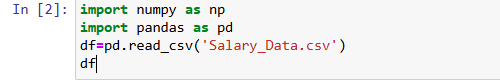 In [2]: import numpy as np
import pandas as pd
df=pd.read_csv('Salary_Data.csv')
df